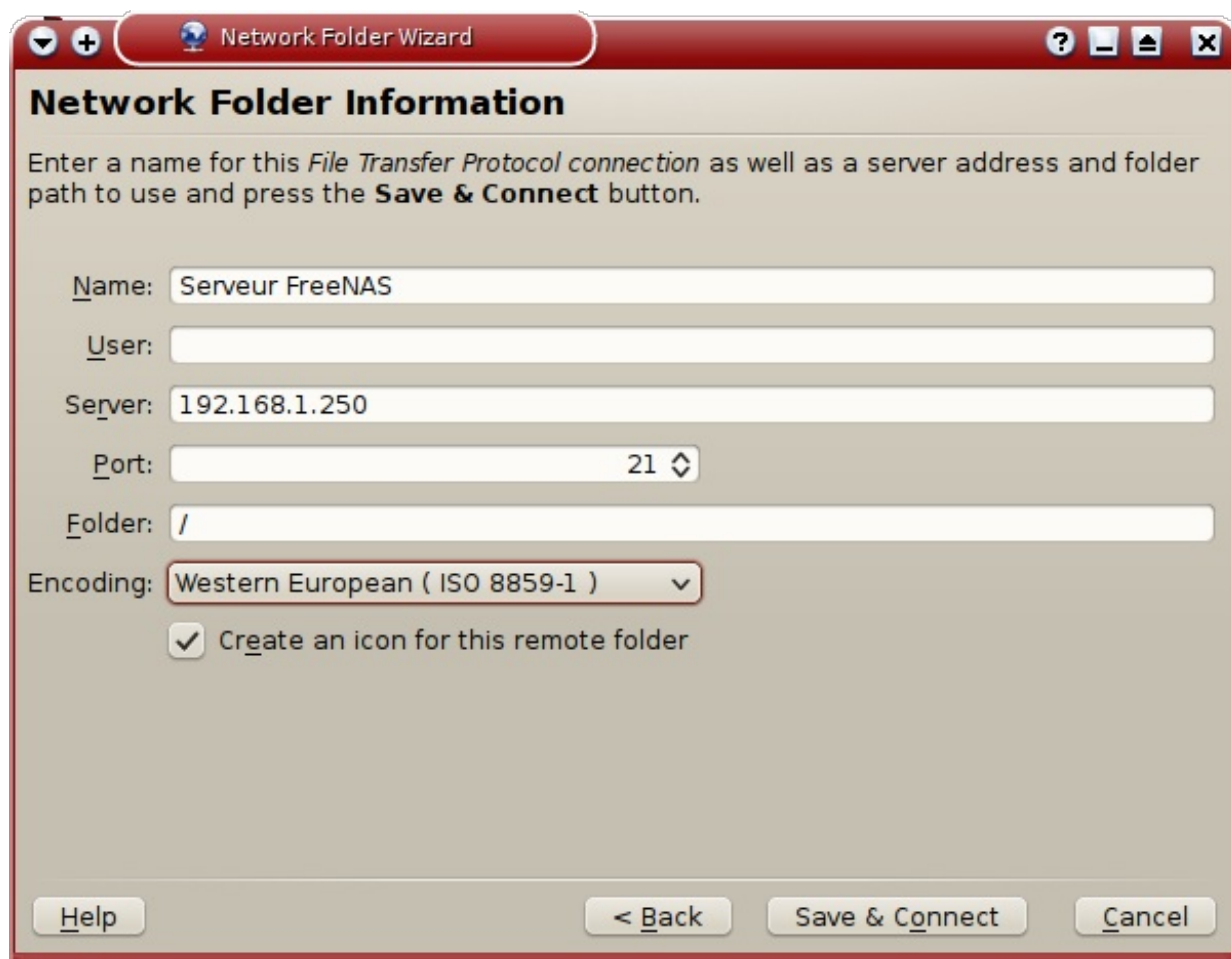 Network Folder Wizard
Network Folder Information
Enter a name for this File Transfer Protocol connection as well as a server address and folder
path to use and press the Save & Connect button.
Name: Serveur FreeNAS
User:
Server: 192.168.1.250
Port: 21
Folder: /
Encoding: Western European ( ISO 8859-1 )
Create an icon for this remote folder
Help < Back Save & Connect Cancel